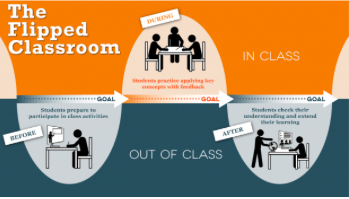 The
Flipped
Classroom
DURING
IN CLASS
Students practice applying key
concepts with feedback
GOAL
GOAL
GOAL
Students prepare to
participate in class activities
Students check their
understanding and extend
their learning
BEFORE
AFTER
OUT OF CLASS